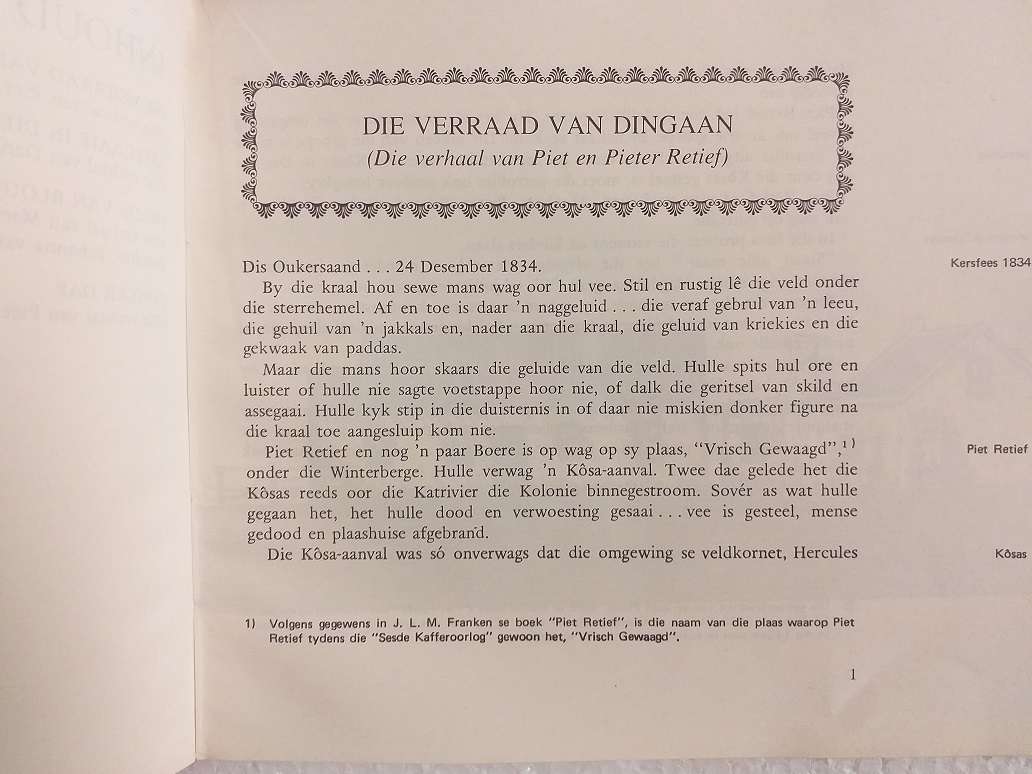 DIE VERRAAD VAN DINGAAN
(Die verhaal van Piet en Pieter Retief)
Dis Oukersaand . . . 24 Desember 1834.
Kersfees 1834
By die kraal hou sewe mans wag oor hul vee. Stil en rustig lê die veld onder
die sterrehemel. Af en toe is daar 'n naggeluid . . . die veraf gebrul van 'n leeu,
die gehuil van 'n jakkals en, nader aan die kraal, die geluid van kriekies en die
gekwaak van paddas.
Maar die mans hoor skaars die geluide van die veld. Hulle spits hul ore en
luister of hulle nie sagte voetstappe hoor nie, of dalk die geritsel van skild en
assegaai. Hulle kyk stip in die duisternis in of daar nie miskien donker figure na
die kraal toe aangesluip kom nie.
Piet Retief en nog 'n paar Boere is op wag op sy plaas, "Vrisch Gewaagd",¹⁾
Piet Retief
onder die Winterberge. Hulle verwag 'n Kôsa-aanval. Twee dae gelede het die
Kôsas reeds oor die Katrivier die Kolonie binnegestroom. Sovér as wat hulle
gegaan het, het hulle dood en verwoesting gesaai . . . vee is gesteel, mense
gedood en plaashuise afgebrand.
Die Kôsa-aanval was só onverwags dat die omgewing se veldkornet, Hercules
Kôsas
1) Volgens gegewens in J. L. M. Franken se boek "Piet Retief", is die naam van die plaas waarop Piet
Retief tydens die "Sesde Kafferoorlog" gewoon het, "Vrisch Gewaagd".
1